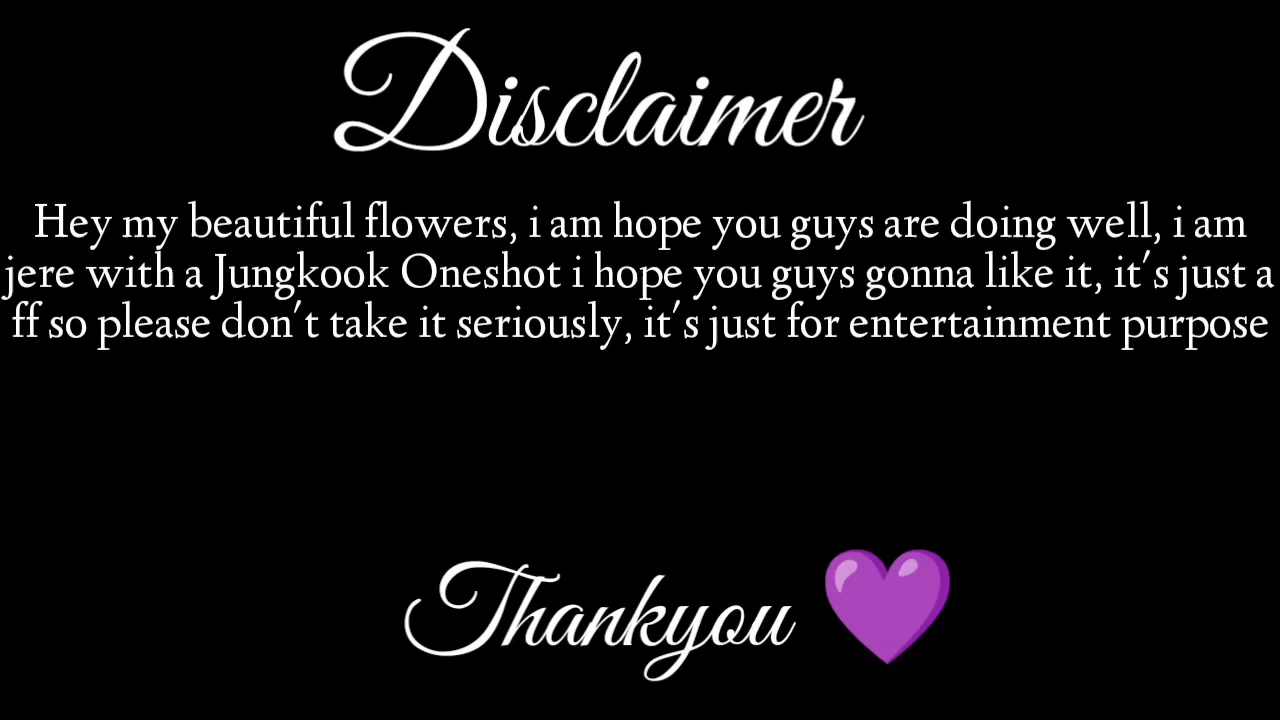 Disclaimer
Hey my beautiful flowers, i am hope you guys are doing well, i am
jere with a Jungkook Oneshot i hope you guys gonna like it, it's just a
ff so please don't take it seriously, it's just for entertainment purpose
Thankyou 💜